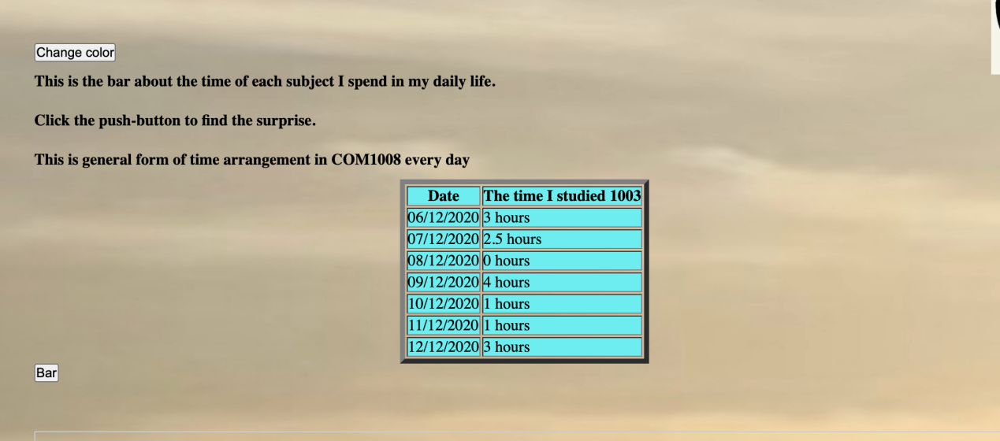 Change color
This is the bar about the time of each subject I spend in my daily life.
Click the push-button to find the surprise.
This is general form of time arrangement in COM1008 every day
Date The time I studied 1003
06/12/2020 3 hours
07/12/2020 2.5 hours
08/12/2020 0 hours
09/12/2020 4 hours
10/12/2020 1 hours
11/12/2020 1 hours
12/12/2020 3 hours
Bar